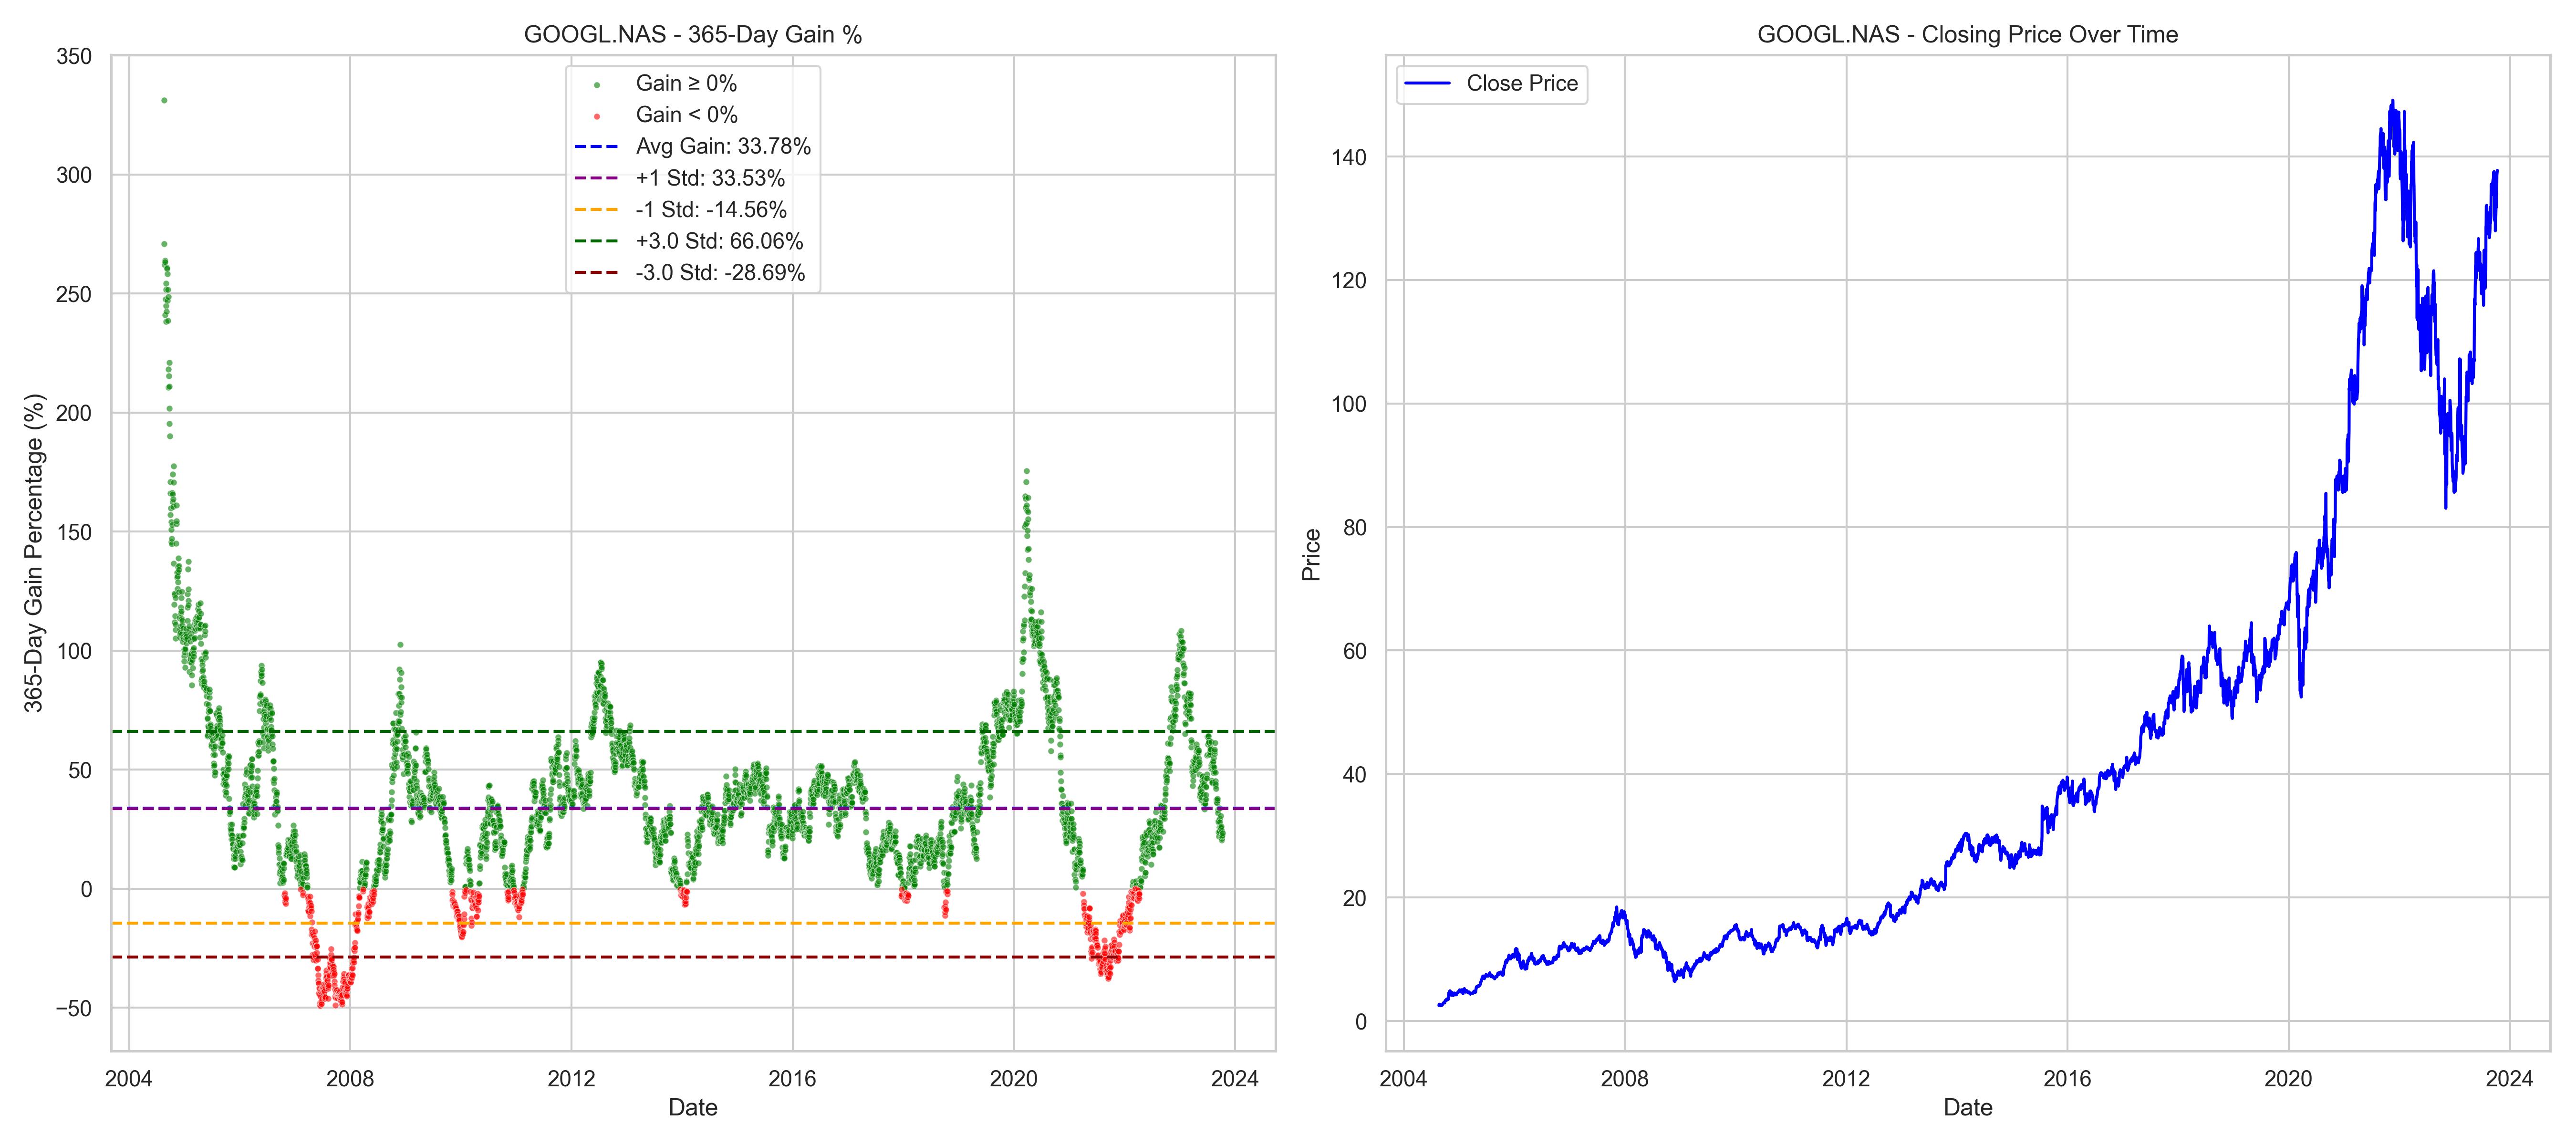 GOOGL.NAS - 365-Day Gain %
350
300
250
200
150
100
50
0
−50
365-Day Gain Percentage (%)
Gain ≥ 0%
Gain < 0%
Avg Gain: 33.78%
+1 Std: 33.53%
-1 Std: -14.56%
+3.0 Std: 66.06%
-3.0 Std: -28.69%
2004 2008 2012 2016 2020 2024
Date
GOOGL.NAS - Closing Price Over Time
Close Price
140
120
100
80
60
40
20
0
Price
2004 2008 2012 2016 2020 2024
Date